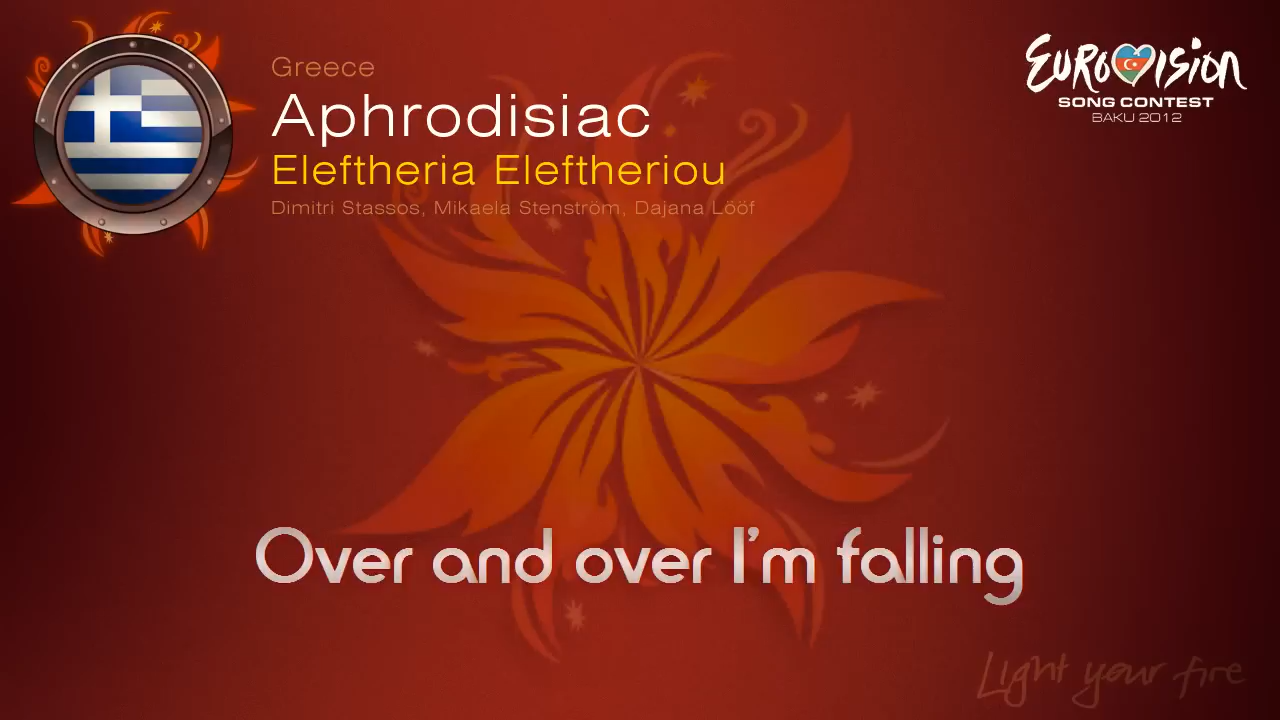 Greece
Aphrodisiac
Eleftheria Eleftheriou
Dimitri Stassos, Mikaela Stenström, Dajana Lööf
EUROVISION
SONG CONTEST
BAKU 2012
Over and over I'm falling
Light your fire